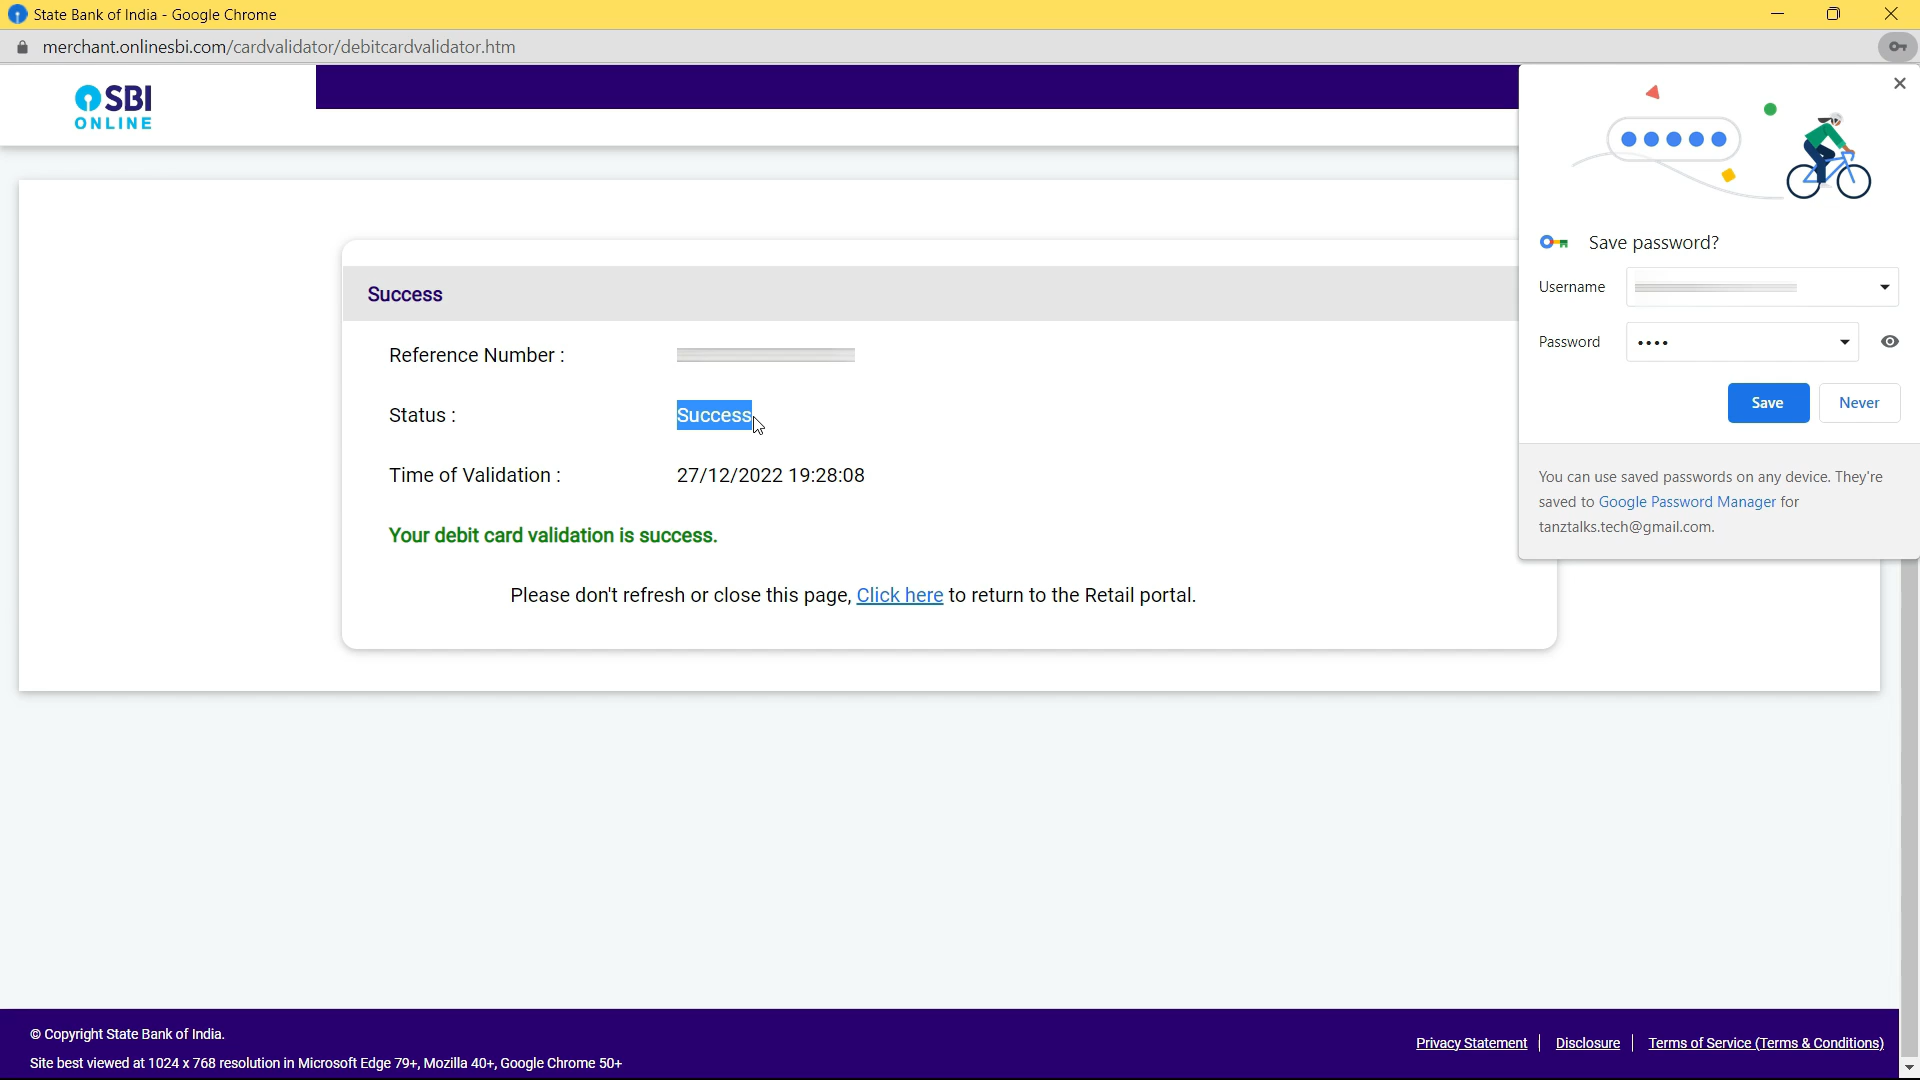 State Bank of India - Google Chrome
merchant.onlinesbi.com/cardvalidator/debitcardvalidator.htm
SBI
ONLINE
Success
Reference Number :
Status : Success
Time of Validation : 27/12/2022 19:28:08
Your debit card validation is success.
Please don't refresh or close this page, Click here to return to the Retail portal.
Save password?
Username
Password ••••
Save Never
You can use saved passwords on any device. They're
saved to Google Password Manager for
tanztalks.tech@gmail.com.
© Copyright State Bank of India.
Site best viewed at 1024 x 768 resolution in Microsoft Edge 79+, Mozilla 40+, Google Chrome 50+
Privacy Statement Disclosure Terms of Service (Terms & Conditions)